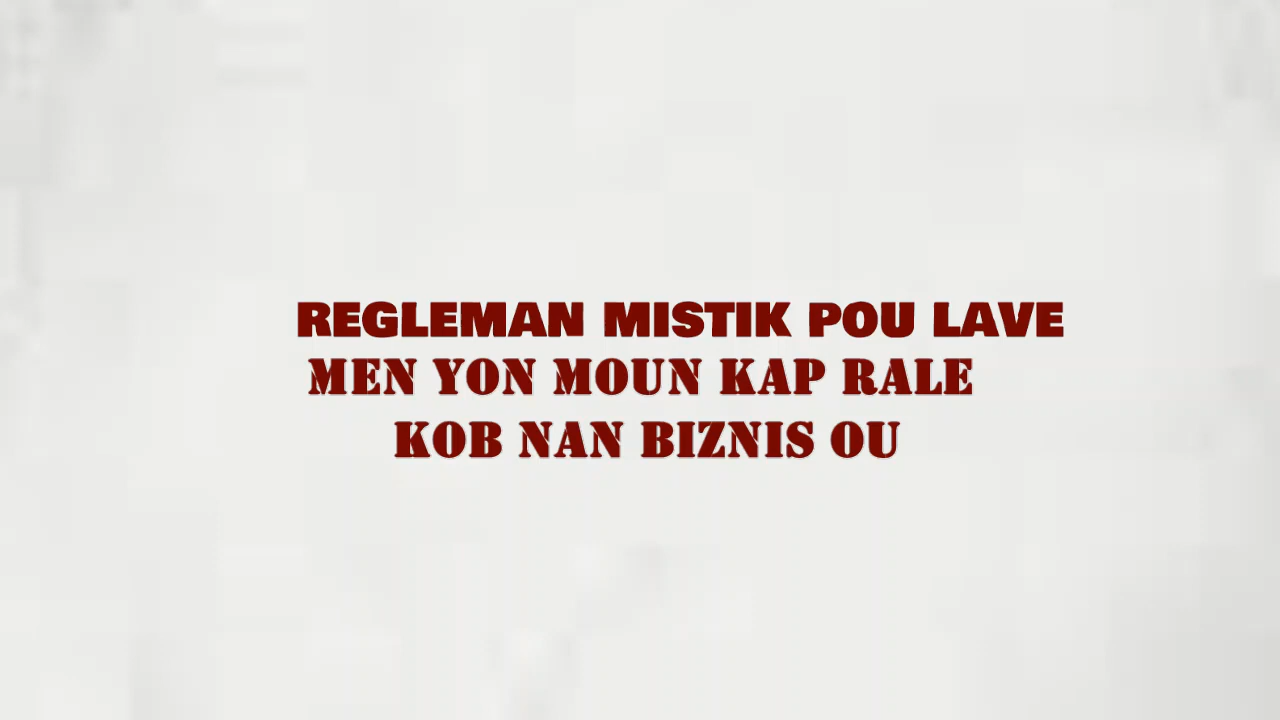 REGLEMAN MISTIK POU LAVE
MEN YON MOUN KAP RALE
KOB NAN BIZNIS OU